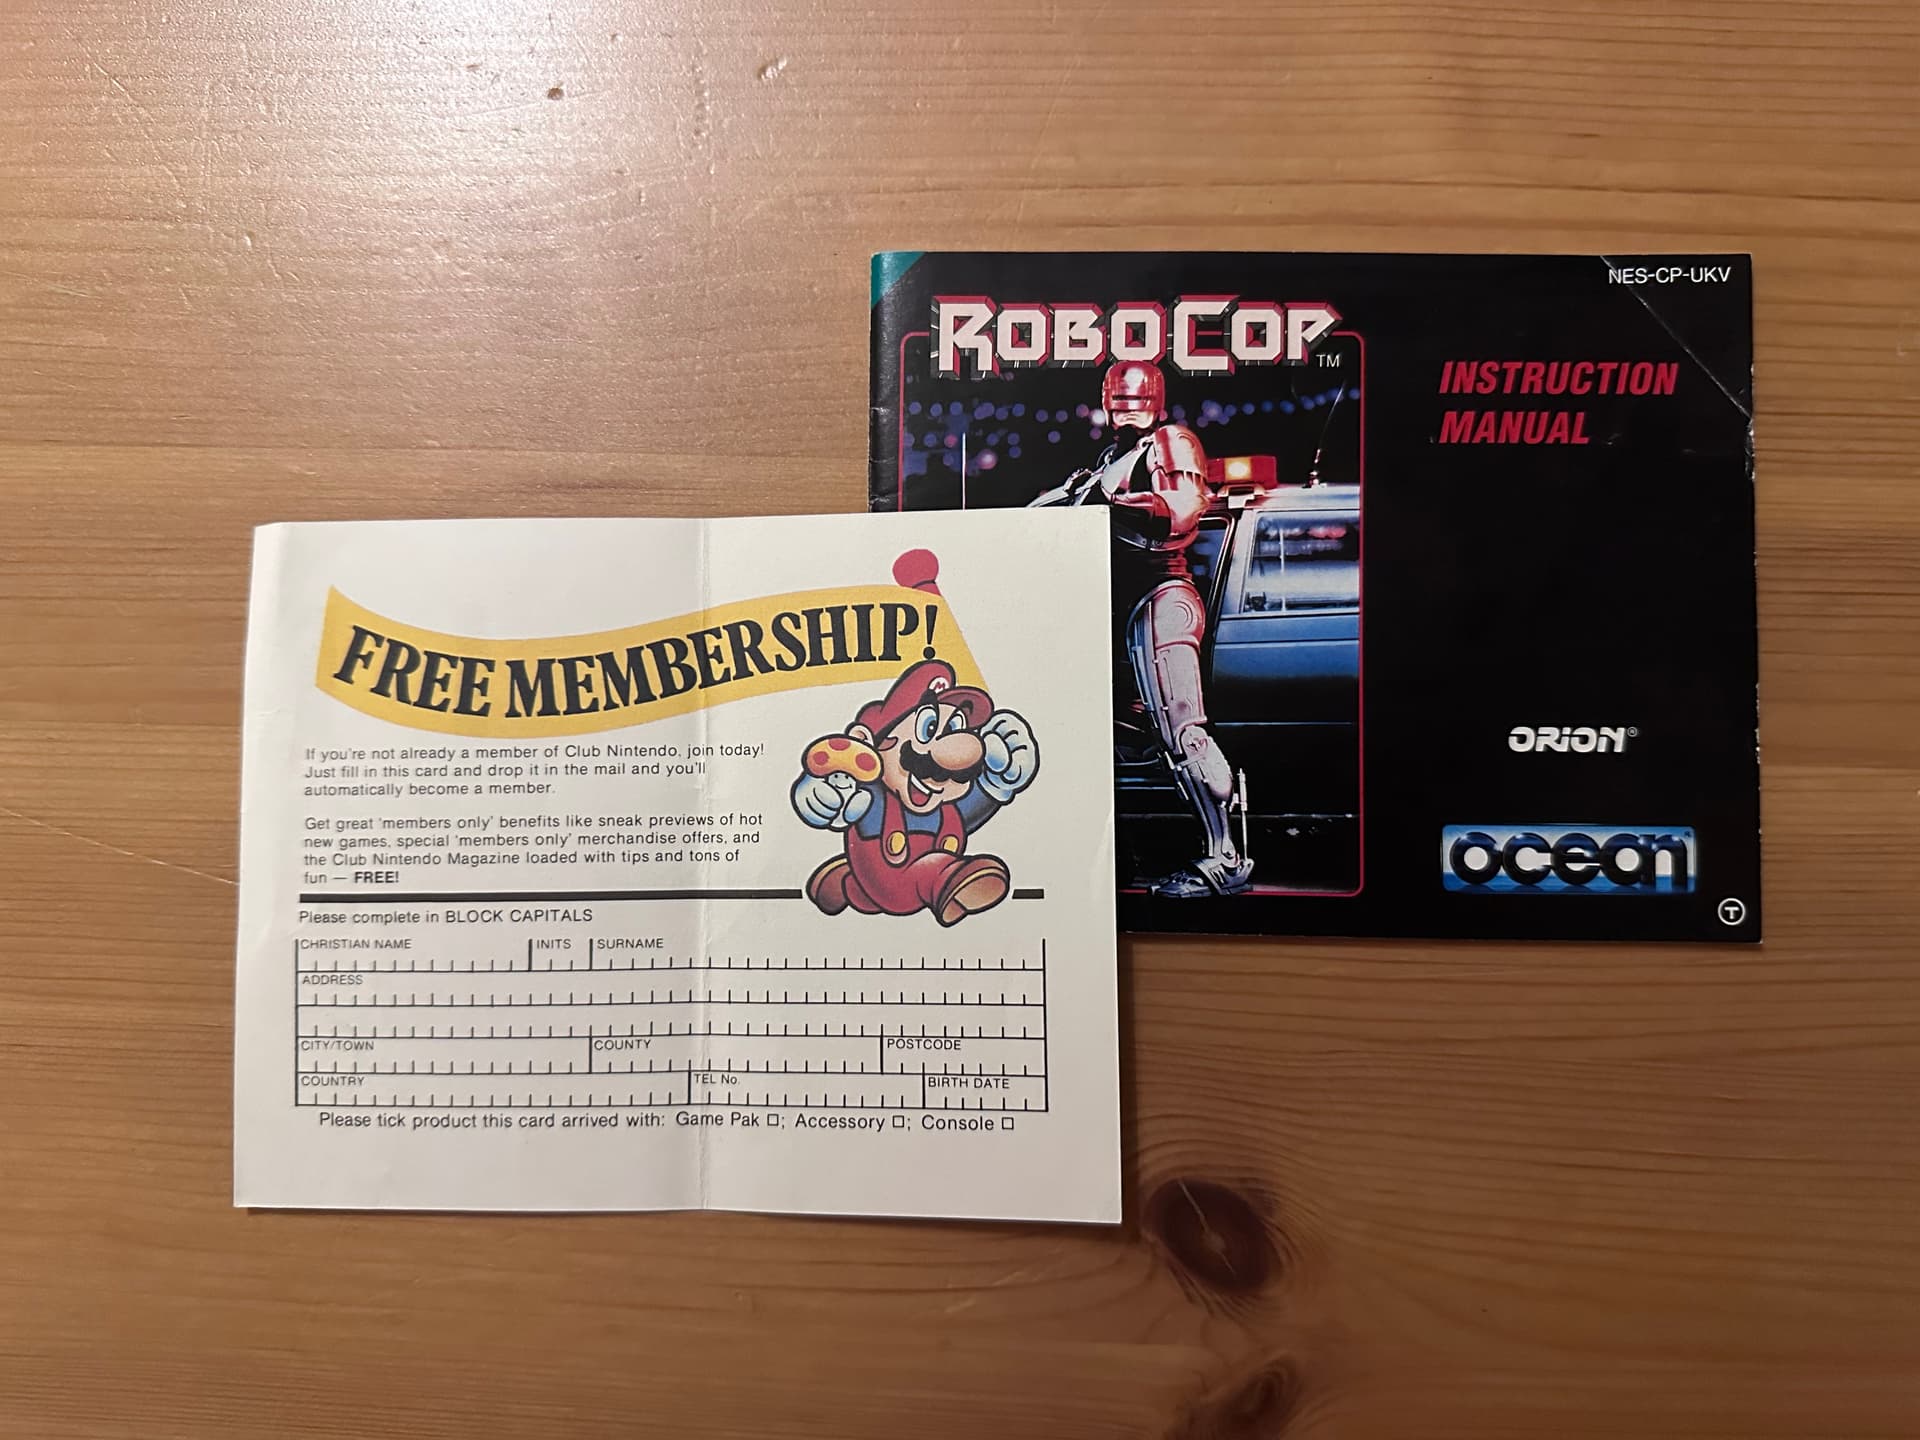 NES-CP-UKV
ROBOCOP™
INSTRUCTION
MANUAL
ORION®
ocean®
T
FREE MEMBERSHIP!
M
If you're not already a member of Club Nintendo, join today!
Just fill in this card and drop it in the mail and you'll
automatically become a member.
Get great 'members only' benefits like sneak previews of hot
new games, special 'members only' merchandise offers, and
the Club Nintendo Magazine loaded with tips and tons of
fun — FREE!
Please complete in BLOCK CAPITALS
CHRISTIAN NAME INITS SURNAME
ADDRESS
CITY/TOWN COUNTY POSTCODE
COUNTRY TEL No. BIRTH DATE
Please tick product this card arrived with: Game Pak □; Accessory □; Console □